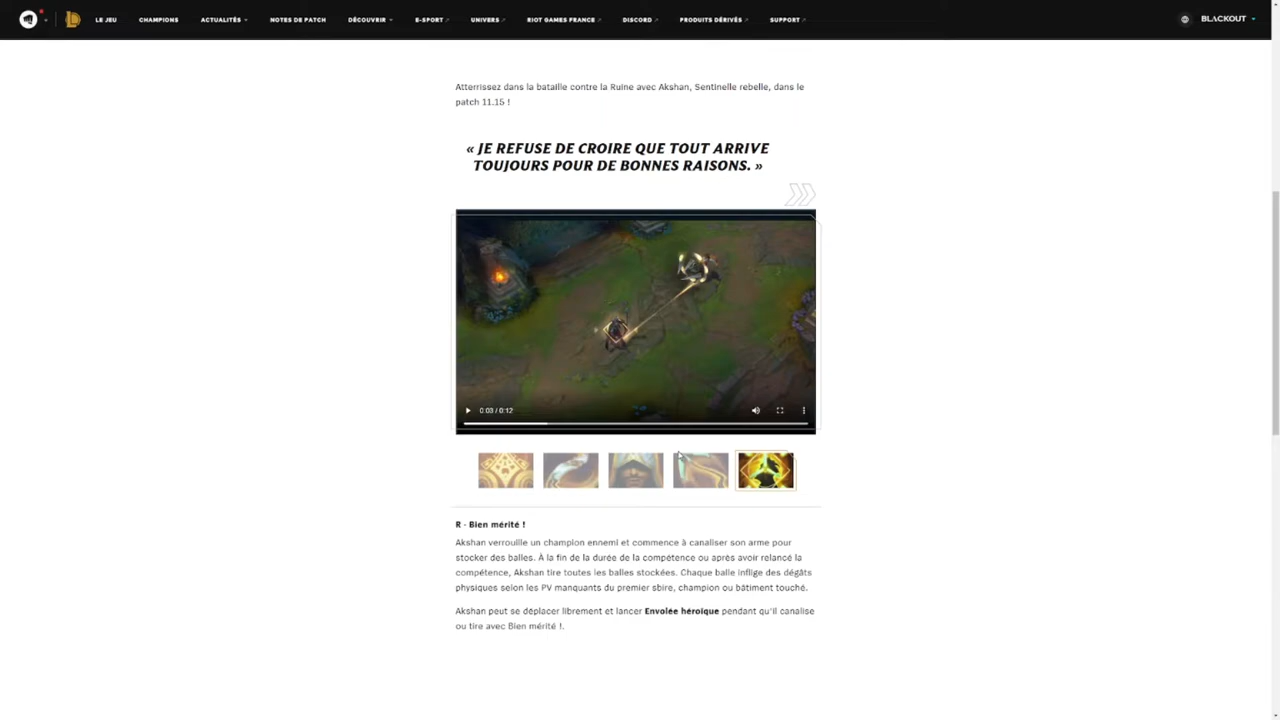 LE JEU CHAMPIONS ACTUALITÉS NOTES DE PATCH DÉCOUVRIR E-SPORT UNIVERS RIOT GAMES FRANCE DISCORD PRODUITS DÉRIVÉS SUPPORT BLACKOUT
Atterrissez dans la bataille contre la Ruine avec Akshan, Sentinelle rebelle, dans le
patch 11.15 !
« JE REFUSE DE CROIRE QUE TOUT ARRIVE
TOUJOURS POUR DE BONNES RAISONS. »
0:03 / 0:12
R - Bien mérité !
Akshan verrouille un champion ennemi et commence à canaliser son arme pour
stocker des balles. À la fin de la durée de la compétence ou après avoir relancé la
compétence, Akshan tire toutes les balles stockées. Chaque balle inflige des dégâts
physiques selon les PV manquants du premier sbire, champion ou bâtiment touché.
Akshan peut se déplacer librement et lancer Envolée héroïque pendant qu'il canalise
ou tire avec Bien mérité !.